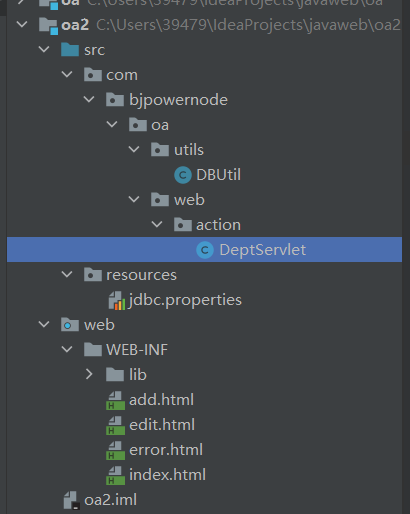 oa C:\Users\39479\IdeaProjects\javaweb\oa
oa2 C:\Users\39479\IdeaProjects\javaweb\oa2
src
com
bjpowernode
oa
utils
DBUtil
web
action
DeptServlet
resources
jdbc.properties
web
WEB-INF
lib
add.html
edit.html
error.html
index.html
oa2.iml